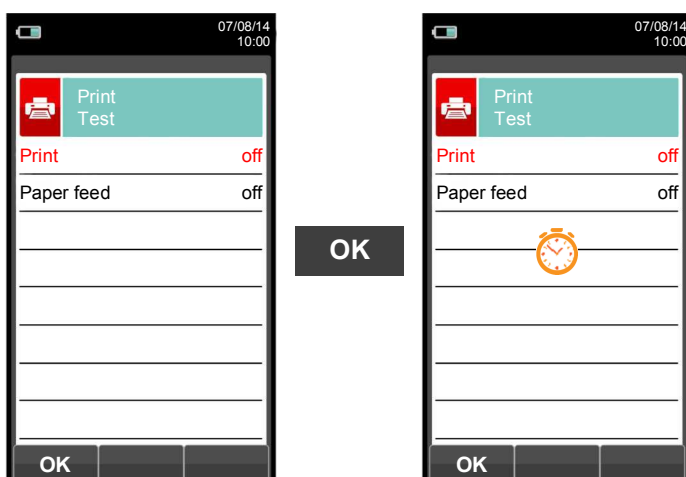 07/08/14
10:00
Print
Test
Print off
Paper feed off
OK
OK
07/08/14
10:00
Print
Test
Print off
Paper feed off
OK